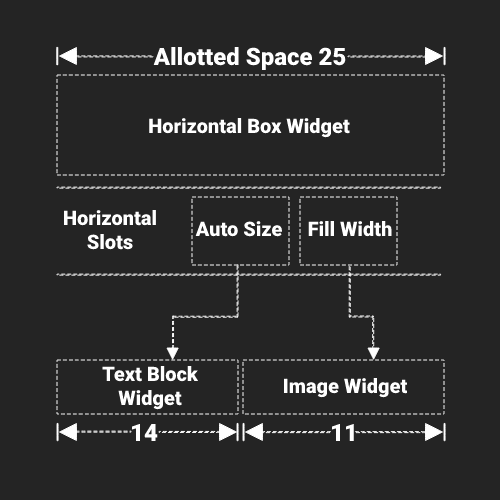 Allotted Space 25
Horizontal Box Widget
Horizontal
Slots
Auto Size
Fill Width
Text Block
Widget
Image Widget
14
11